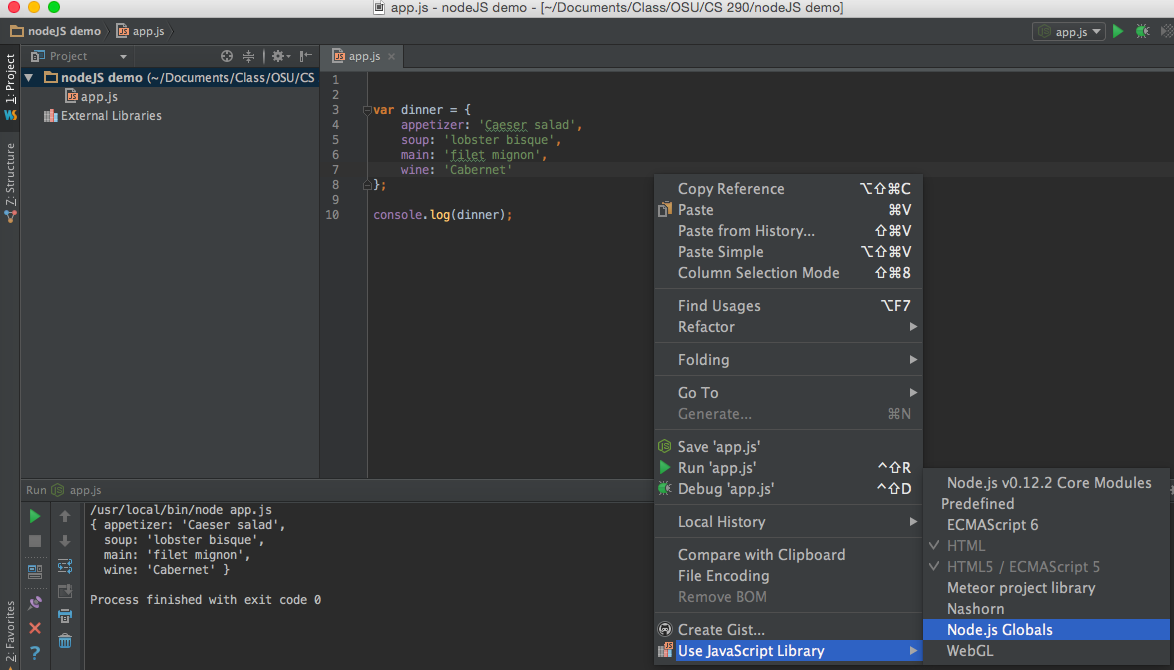 app.js - nodeJS demo - [~/Documents/Class/OSU/CS 290/nodeJS demo]
nodeJS demo app.js
app.js
Project
app.js
1: Project
nodeJS demo (~/Documents/Class/OSU/CS
app.js
External Libraries
Z: Structure
2: Favorites
1
2
3 var dinner = {
4 appetizer: 'Caeser salad',
5 soup: 'lobster bisque',
6 main: 'filet mignon',
7 wine: 'Cabernet'
8 };
9
10 console.log(dinner);
Copy Reference ⌥⇧⌘C
Paste ⌘V
Paste from History... ⇧⌘V
Paste Simple ⌥⇧⌘V
Column Selection Mode ⇧⌘8
Find Usages ⌥F7
Refactor
Folding
Go To
Generate... ⌘N
Save 'app.js'
Run 'app.js' ^⇧R
Debug 'app.js' ^⇧D
Local History
Compare with Clipboard
File Encoding
Remove BOM
Create Gist...
Use JavaScript Library
Node.js v0.12.2 Core Modules
Predefined
ECMAScript 6
HTML
HTML5 / ECMAScript 5
Meteor project library
Nashorn
Node.js Globals
WebGL
Run app.js
/usr/local/bin/node app.js
{ appetizer: 'Caeser salad',
soup: 'lobster bisque',
main: 'filet mignon',
wine: 'Cabernet' }
Process finished with exit code 0